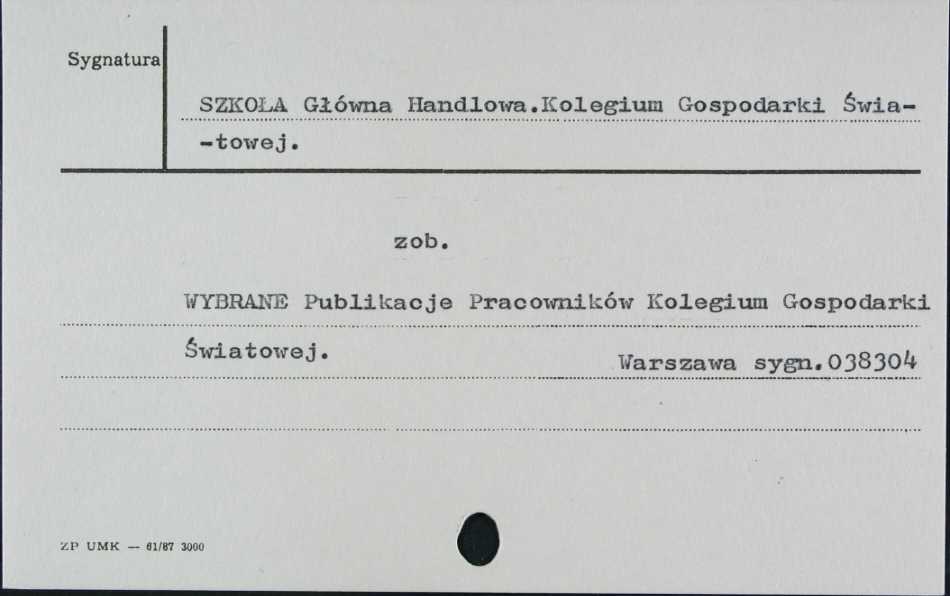 Sygnatura
SZKOŁA Główna Handlowa.Kolegium Gospodarki Świa-
-towej.
zob.
WYBRANE Publikacje Pracowników Kolegium Gospodarki
Światowej.
Warszawa sygn.038304
ZP UMK — 61/87 3000